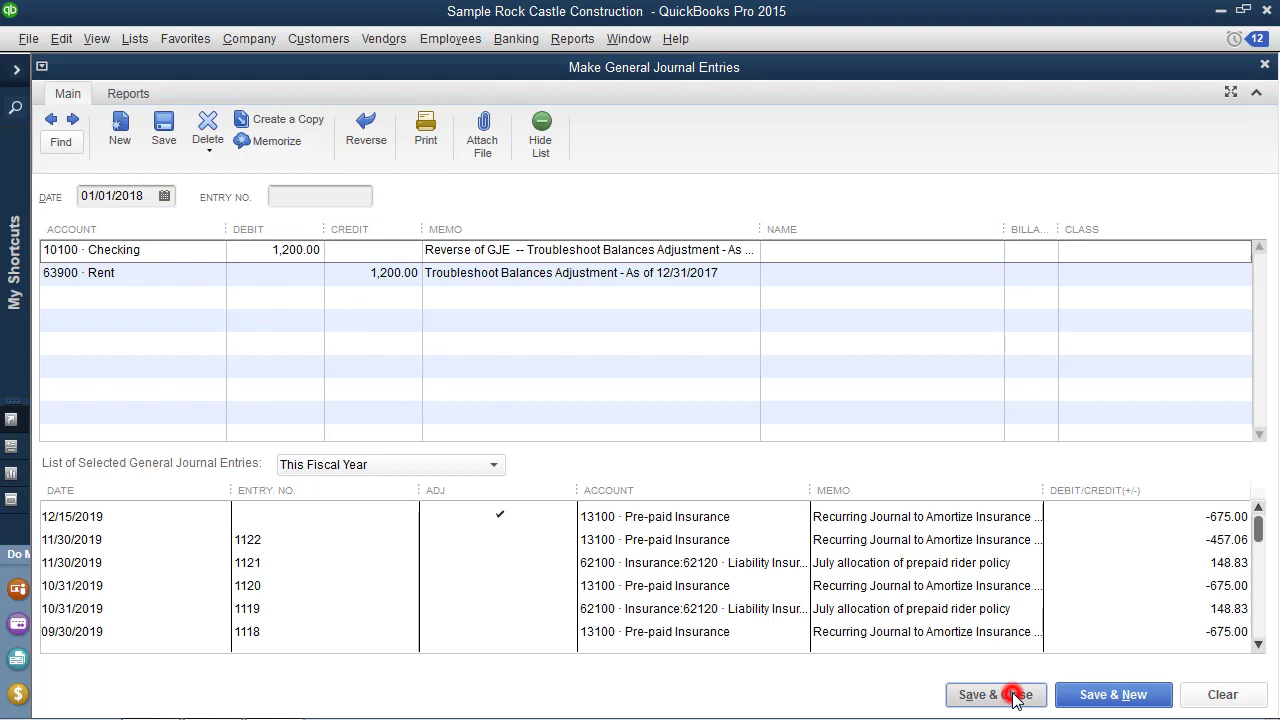 qb Sample Rock Castle Construction - QuickBooks Pro 2015
File Edit View Lists Favorites Company Customers Vendors Employees Banking Reports Window Help 12
Make General Journal Entries
Main Reports
Find New Save Delete Create a Copy Memorize Reverse Print Attach File Hide List
DATE 01/01/2018 ENTRY NO.
ACCOUNT DEBIT CREDIT MEMO NAME BILLA... CLASS
10100 · Checking 1,200.00 Reverse of GJE -- Troubleshoot Balances Adjustment - As ...
63900 · Rent 1,200.00 Troubleshoot Balances Adjustment - As of 12/31/2017
My Shortcuts
List of Selected General Journal Entries: This Fiscal Year
DATE ENTRY. NO. ADJ ACCOUNT MEMO DEBIT/CREDIT(+/-)
12/15/2019 ✓ 13100 · Pre-paid Insurance Recurring Journal to Amortize Insurance ... -675.00
11/30/2019 1122 13100 · Pre-paid Insurance Recurring Journal to Amortize Insurance ... -457.06
11/30/2019 1121 62100 · Insurance:62120 · Liability Insur... July allocation of prepaid rider policy 148.83
Do M
10/31/2019 1120 13100 · Pre-paid Insurance Recurring Journal to Amortize Insurance ... -675.00
10/31/2019 1119 62100 · Insurance:62120 · Liability Insur... July allocation of prepaid rider policy 148.83
09/30/2019 1118 13100 · Pre-paid Insurance Recurring Journal to Amortize Insurance ... -675.00
Save & Close Save & New Clear